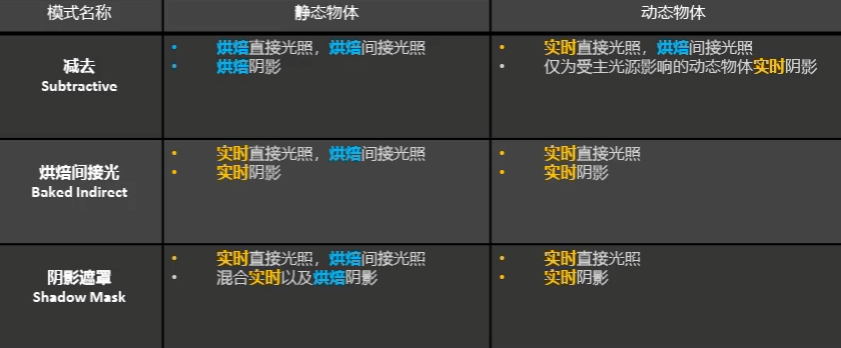 模式名称
静态物体
动态物体
减去
Subtractive
烘焙直接光照，烘焙间接光照
烘焙阴影
实时直接光照，烘焙间接光照
仅为受主光源影响的动态物体实时阴影
烘焙间接光
Baked Indirect
实时直接光照，烘焙间接光照
实时阴影
实时直接光照
实时阴影
阴影遮罩
Shadow Mask
实时直接光照，烘焙间接光照
混合实时以及烘焙阴影
实时直接光照
实时阴影